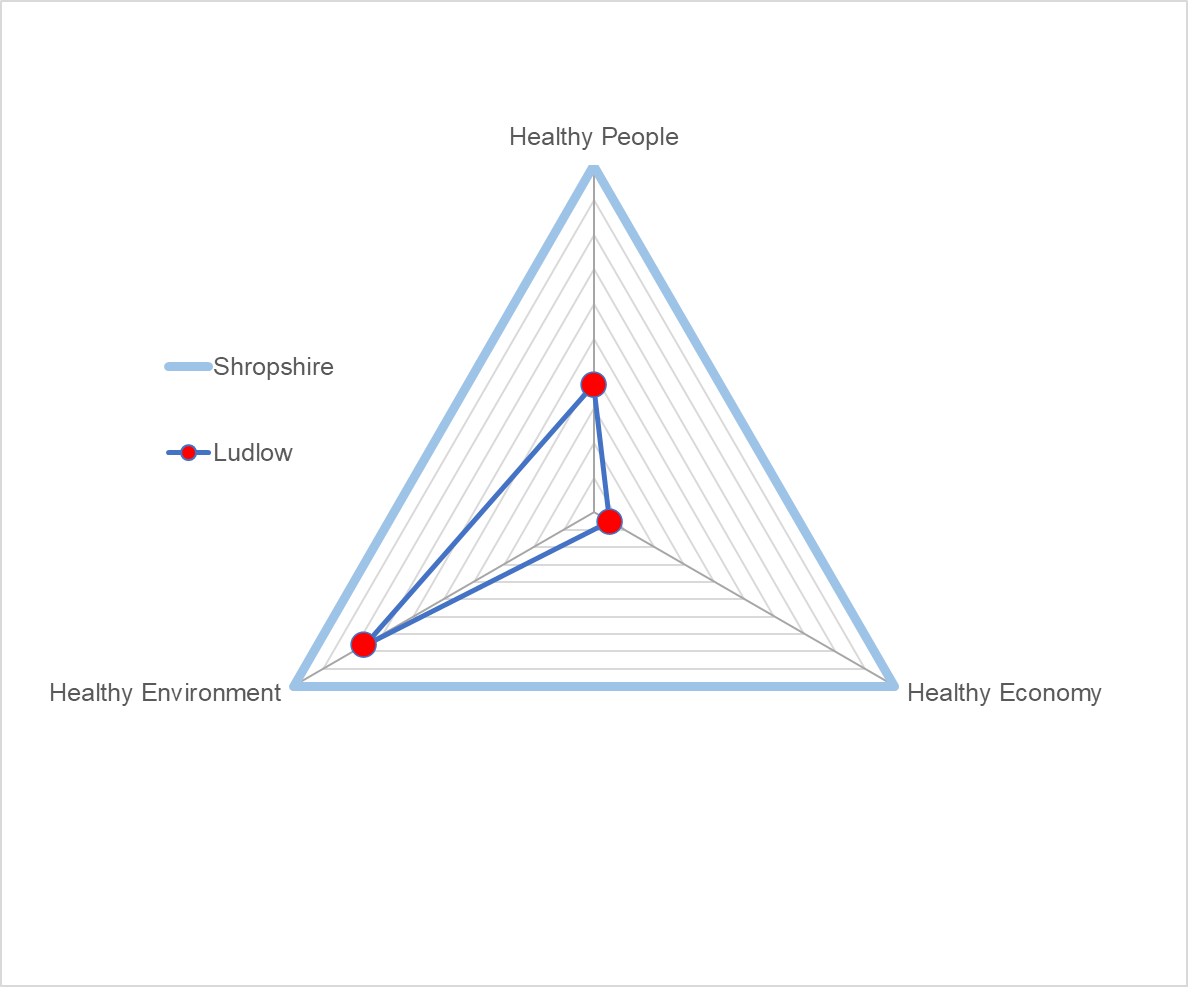 Healthy People
Shropshire
Ludlow
Healthy Environment
Healthy Economy